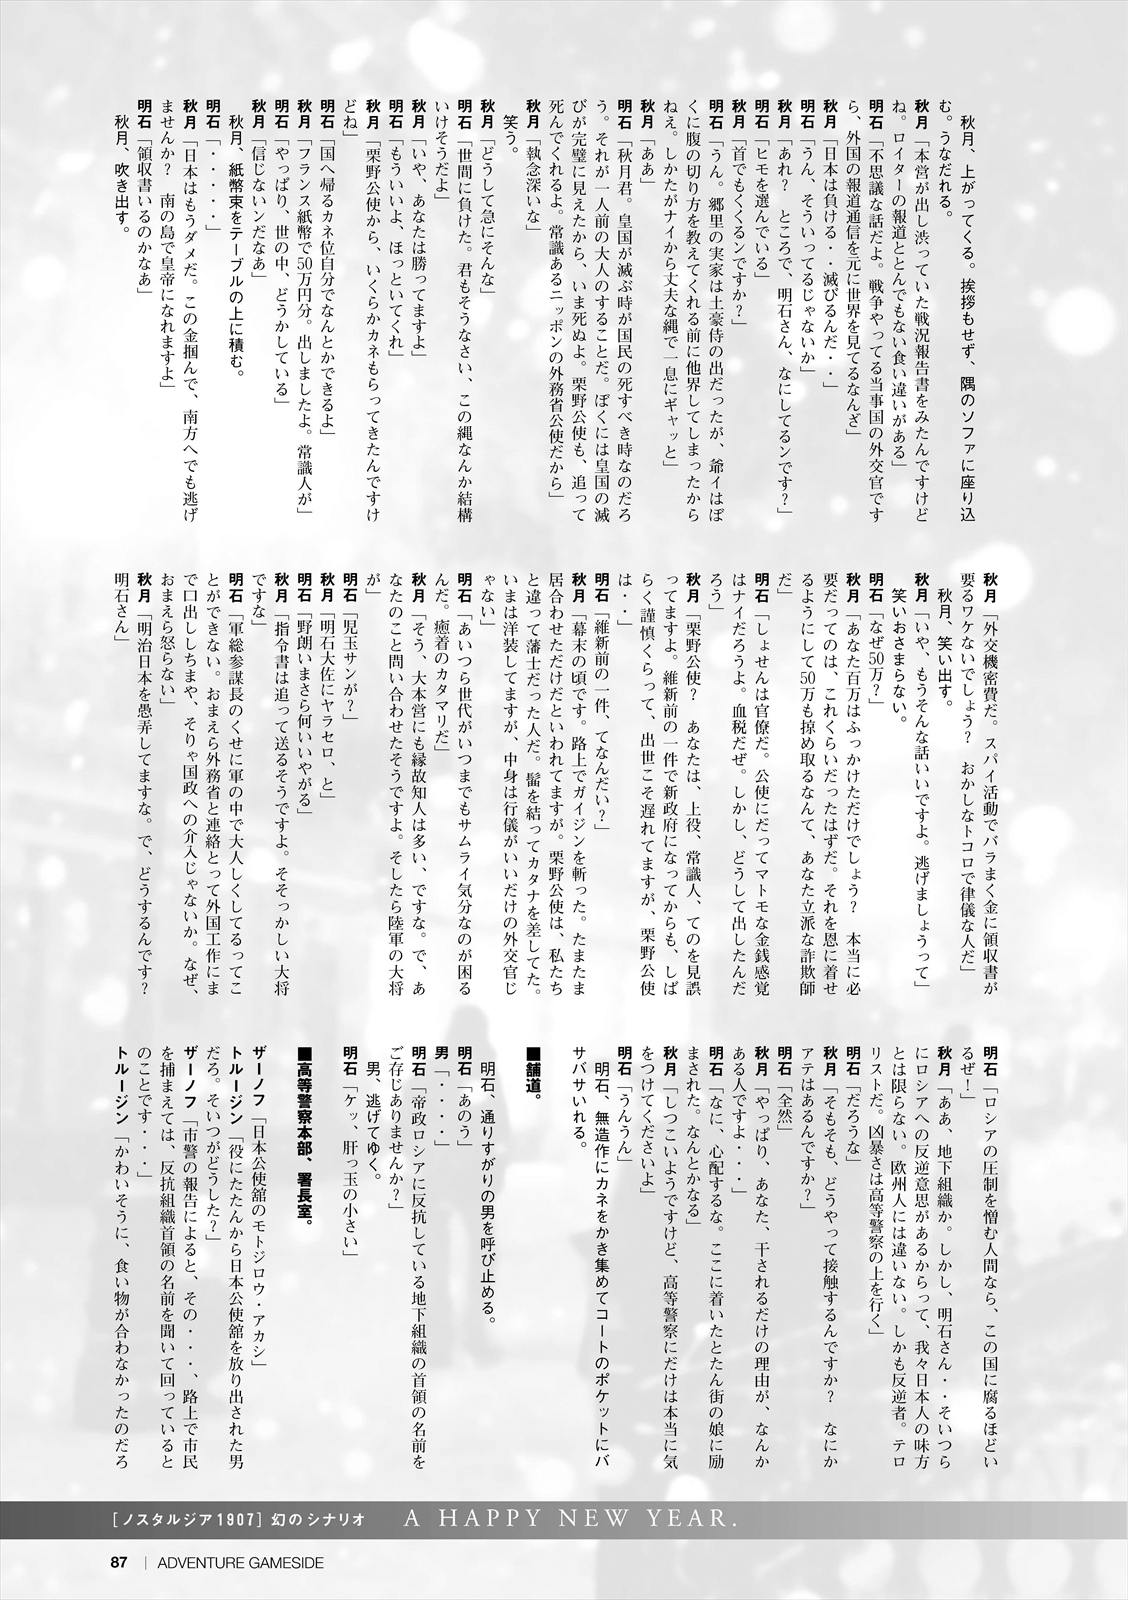 秋月、上がってくる。挨拶もせず、隅のソファに座り込
む。うなだれる。
秋月「本営が出し渋っていた戦況報告書をみたんですけど
ね。ロイターの報道ととんでもない食い違いがある」
明石「不思議な話だよ。戦争やってる当事国の外交官です
ら、外国の報道通信を元に世界を見てるなんざ」
秋月「日本は負ける・・滅びるんだ・・」
明石「うん、そういってるじゃないか」
秋月「あれ？　ところで、明石さん、なにしてるンです？」
明石「ヒモを選んでいる」
秋月「首でもくくるンですか？」
明石「うん。郷里の実家は土豪侍の出だったが、爺イはぼ
くに腹の切り方を教えてくれる前に他界してしまったから
ねえ。しかたがナイから丈夫な縄で一息にギャッと」
秋月「ああ」
明石「秋月君。皇国が滅ぶ時が国民の死すべき時なのだろ
う。それが一人前の大人のすることだ。ぼくには皇国の滅
びが完璧に見えたから、いま死ぬよ。栗野公使も、追って
死んでくれるよ。常識あるニッポンの外務省公使だから」
秋月「執念深いな」
笑う。
秋月「どうして急にそんな」
明石「世間に負けた。君もそうなさい、この縄なんか結構
いけそうだよ」
秋月「いや、あなたは勝ってますよ」
明石「もういいよ、ほっといてくれ」
秋月「栗野公使から、いくらかカネもらってきたんですけ
どね」
明石「国へ帰るカネ位自分でなんとかできるよ」
秋月「フランス紙幣で50万円分。出しましたよ。常識人が」
明石「やっぱり、世の中、どうかしている」
秋月「信じないンだなあ」
秋月、紙幣束をテーブルの上に積む。
明石「・・・・・」
秋月「日本はもうダメだ。この金掴んで、南方へでも逃げ
ませんか？　南の島で皇帝になれますよ」
明石「領収書いるのかなあ」
秋月、吹き出す。
秋月「外交機密費だ。スパイ活動でバラまく金に領収書が
要るワケないでしょう？　おかしなトコロで律儀な人だ」
秋月、笑い出す。
秋月「いや、もうそんな話いいですよ。逃げましょうって」
笑いおさまらない。
明石「なぜ50万？」
秋月「あなた百万はふっかけただけでしょう？　本当に必
要だってのは、これくらいだったはずだ。それを恩に着せ
るようにして50万も掠め取るなんて、あなた立派な詐欺師
だ」
明石「しょせんは官僚だ。公使にだってマトモな金銭感覚
はナイだろうよ。血税だぜ。しかし、どうして出したんだ
ろう」
秋月「栗野公使？　あなたは、上役、常識人、てのを見誤
ってますよ。維新前の一件で新政府になってからも、しば
らく謹慎くらって、出世こそ遅れてますが、栗野公使
は・・」
明石「維新前の一件、てなんだい？」
秋月「幕末の頃です。路上でガイジンを斬った。たまたま
居合わせただけだといわれてますが。栗野公使は、私たち
と違って藩士だった人だ。髷を結ってカタナを差してた。
いまは洋装してますが、中身は行儀がいいだけの外交官じ
ゃない」
明石「あいつら世代がいつまでもサムライ気分なのが困る
んだ。癒着のカタマリだ」
秋月「そう、大本営にも縁故知人は多い、ですな。で、あ
なたのこと問い合わせたそうですよ。そしたら陸軍の大将
が」
明石「児玉サンが？」
秋月「明石大佐にヤラセロ、と」
明石「野朗いまさら何いいやがる」
秋月「指令書は追って送るそうですよ。そそっかしい大将
ですな」
明石「軍総参謀長のくせに軍の中で大人しくしてるってこ
とができない。おまえら外務省と連絡とって外国工作にま
で口出ししちまや、そりゃ国政への介入じゃないか。なぜ、
おまえら怒らない」
秋月「明治日本を愚弄してますな。で、どうするんです？
明石さん」
明石「ロシアの圧制を憎む人間なら、この国に腐るほどい
るぜ！」
秋月「ああ、地下組織か。しかし、明石さん・・そいつら
にロシアへの反逆意思があるからって、我々日本人の味方
とは限らない。欧州人には違いない。しかも反逆者。テロ
リストだ。凶暴さは高等警察の上を行く」
明石「だろうな」
秋月「そもそも、どうやって接触するんですか？　なにか
アテはあるんですか？」
明石「全然」
秋月「やっぱり、あなた、干されるだけの理由が、なんか
ある人ですよ・・・」
明石「なに、心配するな。ここに着いたとたん街の娘に励
まされた。なんとかなる」
秋月「しつこいようですけど、高等警察にだけは本当に気
をつけてくださいよ」
明石「うんうん」
明石、無造作にカネをかき集めてコートのポケットにバ
サバサいれる。
■舗道。
明石、通りすがりの男を呼び止める。
明石「あのう」
男「・・・・」
明石「帝政ロシアに反抗している地下組織の首領の名前を
ご存じありませんか？」
男、逃げてゆく。
明石「ケッ、肝っ玉の小さい」
■高等警察本部、署長室。
ザーノフ「日本公使舘のモトジロウ・アカシ」
トルージン「役にたたんから日本公使舘を放り出された男
だろ。そいつがどうした？」
ザーノフ「市警の報告によると、その・・・、路上で市民
を捕まえては、反抗組織首領の名前を聞いて回っていると
のことです・・・」
トルージン「かわいそうに、食い物が合わなかったのだろ
［ノスタルジア1907］幻のシナリオ　A HAPPY NEW YEAR.
87 | ADVENTURE GAMESIDE